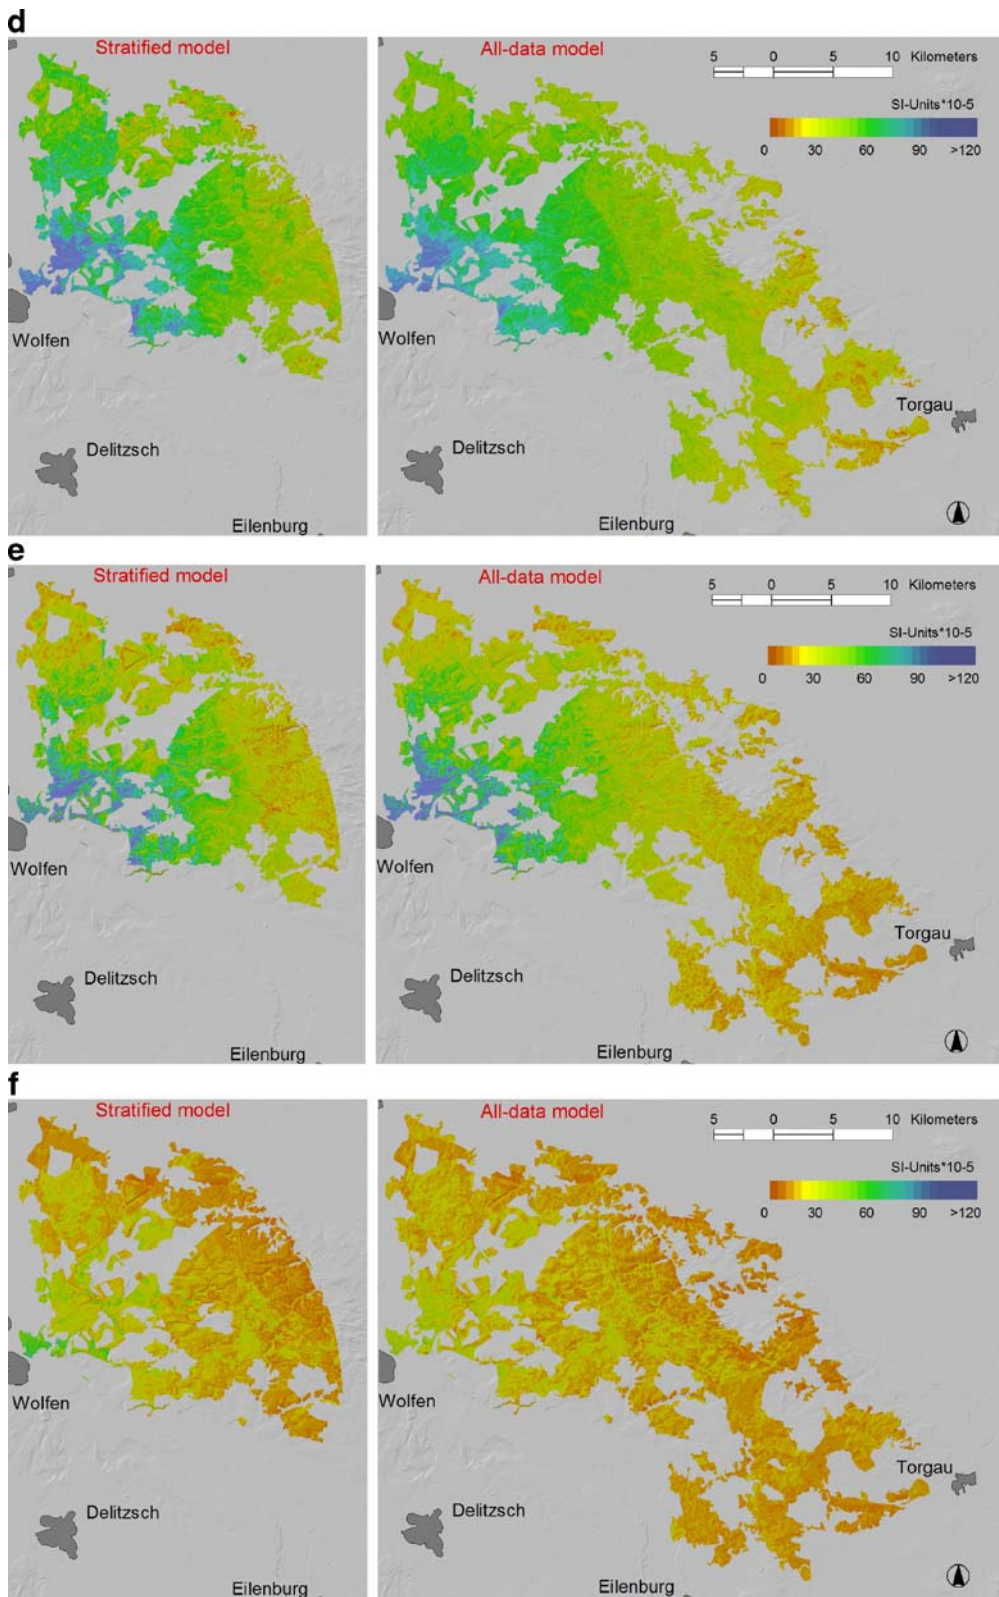 d
Stratified model
All-data model
5 0 5 10 Kilometers
SI-Units*10-5
0 30 60 90 >120
Wolfen
Delitzsch
Eilenburg
Torgau
Delitzsch
Eilenburg
e
Stratified model
All-data model
5 0 5 10 Kilometers
SI-Units*10-5
0 30 60 90 >120
Wolfen
Wolfen
Delitzsch
Eilenburg
Torgau
Delitzsch
Eilenburg
f
Stratified model
All-data model
5 0 5 10 Kilometers
SI-Units*10-5
0 30 60 90 >120
Wolfen
Wolfen
Delitzsch
Eilenburg
Torgau
Delitzsch
Eilenburg